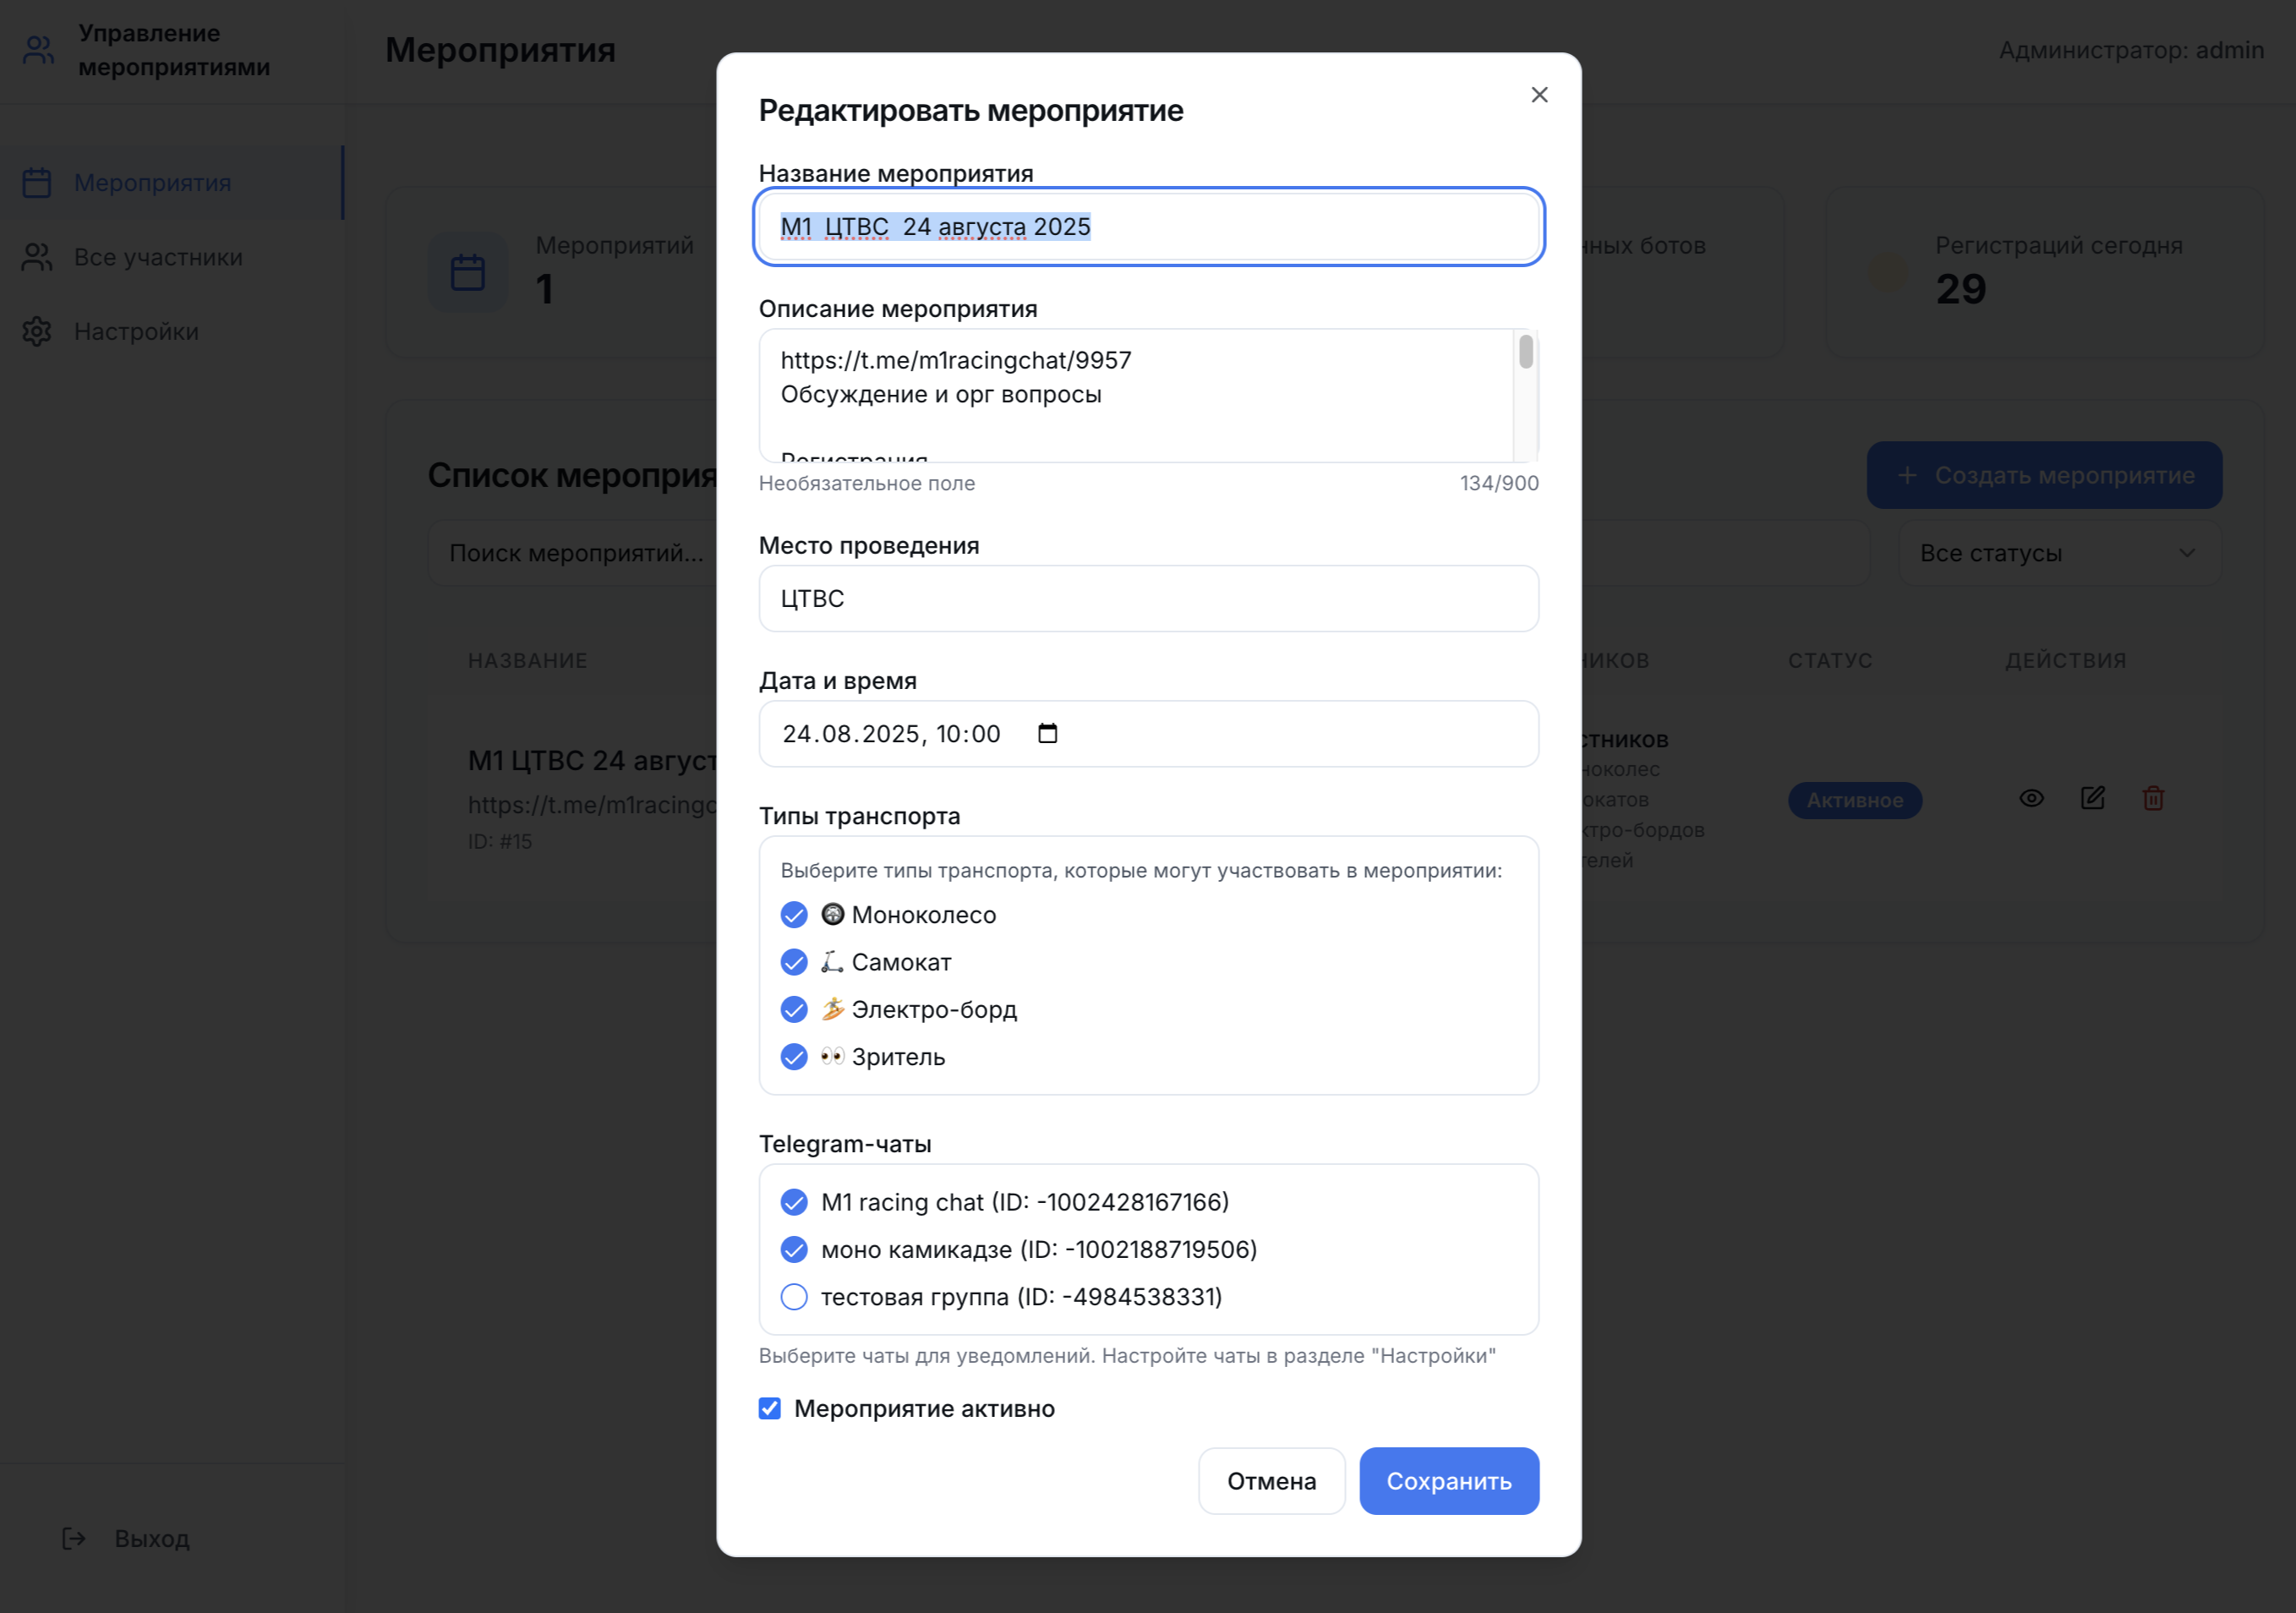 Управление
мероприятиями
Мероприятия
Администратор: admin
Мероприятия
Все участники
Настройки
Выход
Мероприятий
1
нных ботов
Регистраций сегодня
29
Список мероприя
Создать мероприятие
Поиск мероприятий...
Все статусы
НАЗВАНИЕ
НИКОВ
СТАТУС
ДЕЙСТВИЯ
М1 ЦТВС 24 август
https://t.me/m1racingc
ID: #15
стников
ноколес
окатов
ктро-бордов
телей
Активное
Редактировать мероприятие
Название мероприятия
М1  ЦТВС  24 августа 2025
Описание мероприятия
https://t.me/m1racingchat/9957
Обсуждение и орг вопросы
Регистрация
Необязательное поле
134/900
Место проведения
ЦТВС
Дата и время
24.08.2025, 10:00
Типы транспорта
Выберите типы транспорта, которые могут участвовать в мероприятии:
Моноколесо
Самокат
Электро-борд
Зритель
Telegram-чаты
M1 racing chat (ID: -1002428167166)
моно камикадзе (ID: -1002188719506)
тестовая группа (ID: -4984538331)
Выберите чаты для уведомлений. Настройте чаты в разделе "Настройки"
Мероприятие активно
Отмена
Сохранить